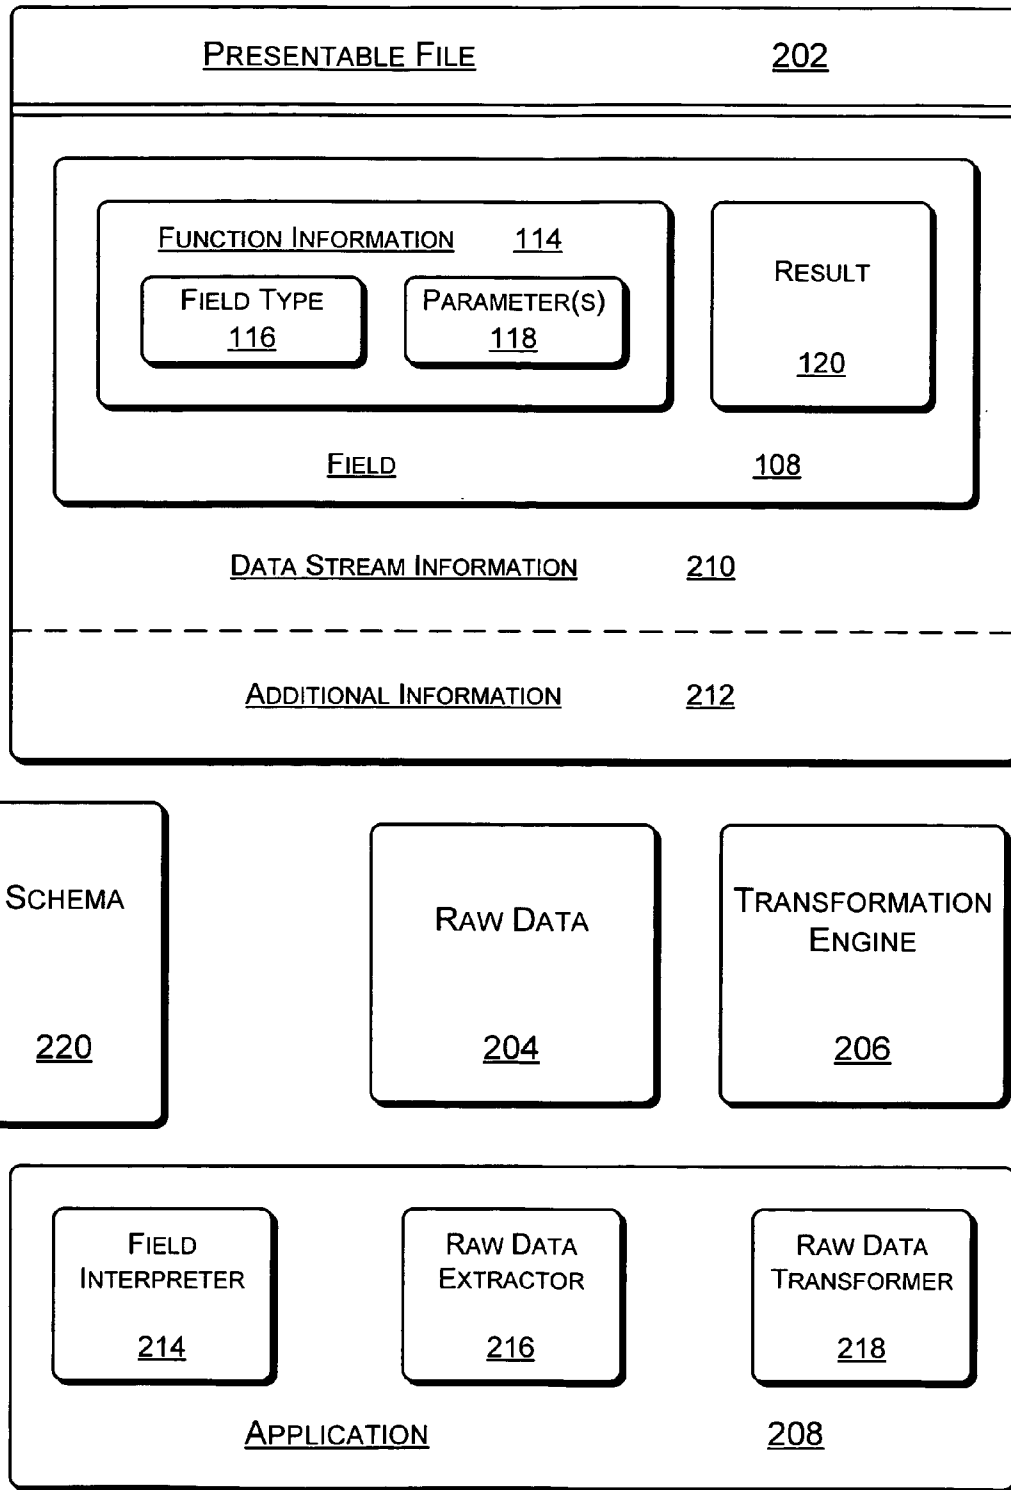 PRESENTABLE FILE 202
FUNCTION INFORMATION 114
FIELD TYPE
116
PARAMETER(S)
118
RESULT
120
FIELD 108
DATA STREAM INFORMATION 210
ADDITIONAL INFORMATION 212
SCHEMA
220
RAW DATA
204
TRANSFORMATION
ENGINE
206
FIELD
INTERPRETER
214
RAW DATA
EXTRACTOR
216
RAW DATA
TRANSFORMER
218
APPLICATION 208